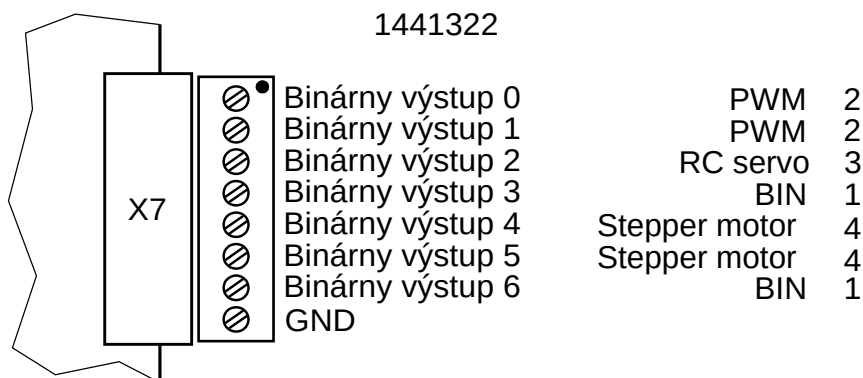 1441322
Binárny výstup 0 PWM 2
Binárny výstup 1 PWM 2
Binárny výstup 2 RC servo 3
X7 Binárny výstup 3 BIN 1
Binárny výstup 4 Stepper motor 4
Binárny výstup 5 Stepper motor 4
Binárny výstup 6 BIN 1
GND